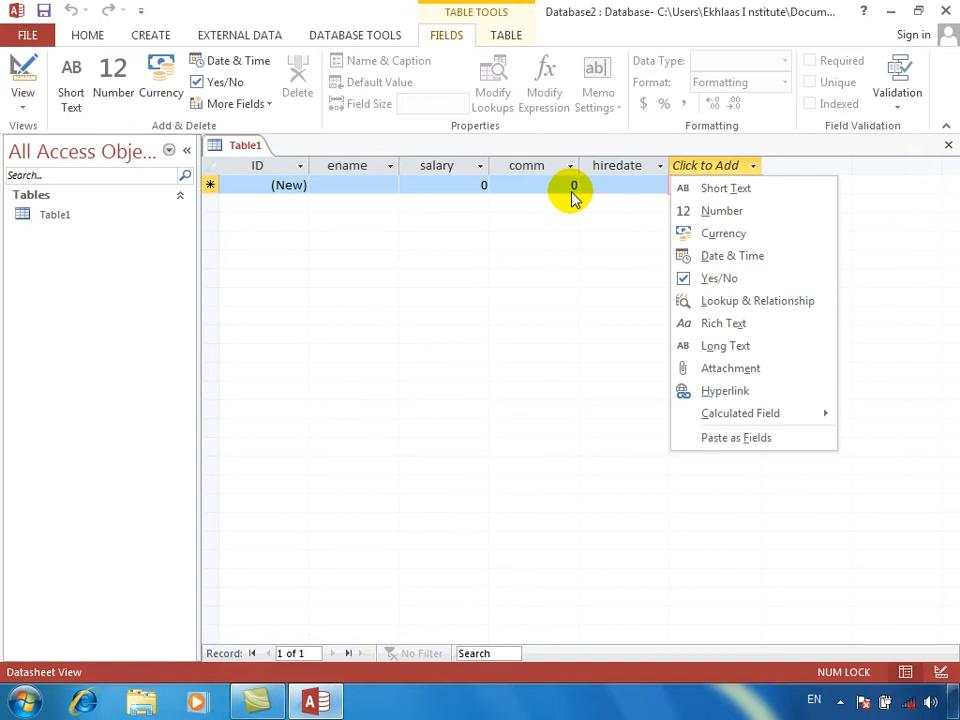 TABLE TOOLS
Database2 : Database- C:\Users\Ekhlaas I nstitute\Docum...
FILE HOME CREATE EXTERNAL DATA DATABASE TOOLS FIELDS TABLE Sign in
View
Views
AB Short Text
12 Number
Currency
Date & Time
Yes/No
More Fields
Delete
Add & Delete
Name & Caption
Default Value
Field Size
Modify Lookups
fx Modify Expression
ab Memo Settings
Properties
Data Type:
Format: Formatting
$ % , .00 .00
Formatting
Required
Unique
Indexed
Validation
Field Validation
All Access Obje...
Search...
Tables
Table1
Table1
ID ename salary comm hiredate Click to Add
(New) 0 0
AB Short Text
12 Number
Currency
Date & Time
Yes/No
Lookup & Relationship
Aa Rich Text
AB Long Text
Attachment
Hyperlink
Calculated Field
Paste as Fields
Record: 1 of 1 No Filter Search
Datasheet View NUM LOCK
EN